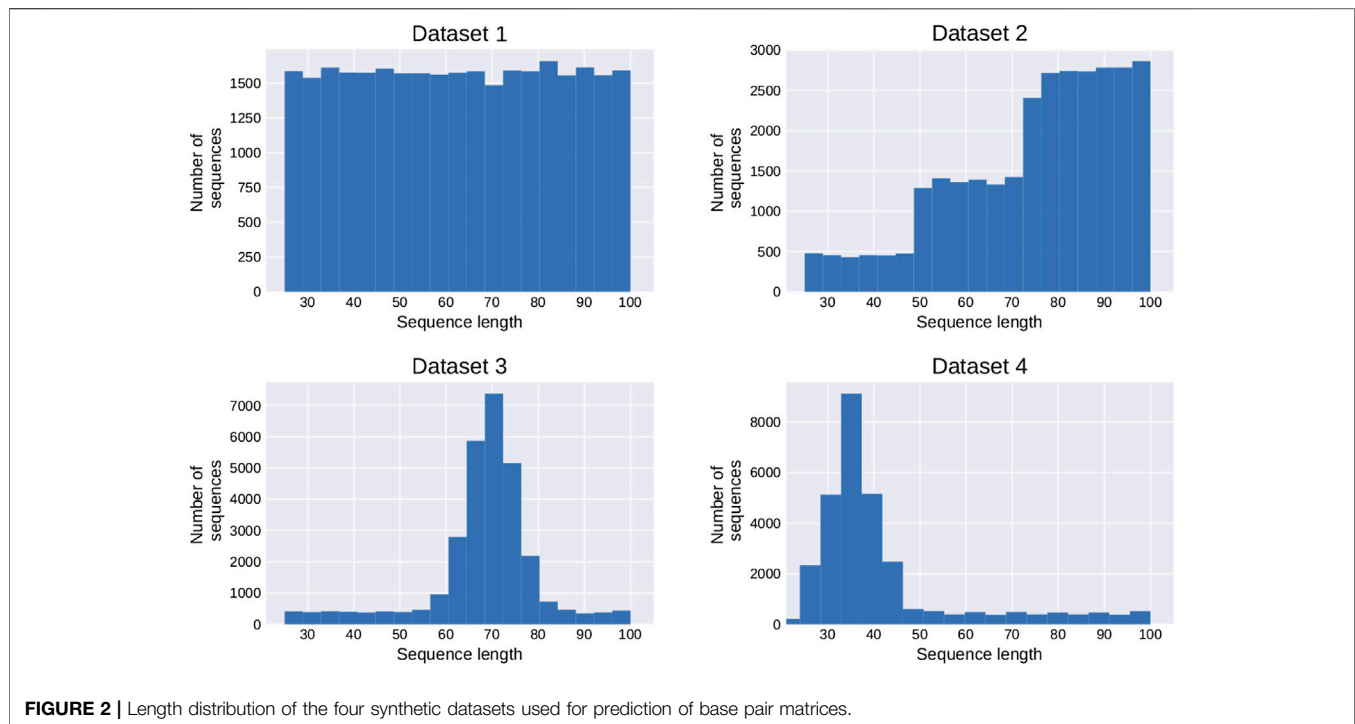 Dataset 1
Number of
sequences
1500
1250
1000
750
500
250
0
30 40 50 60 70 80 90 100
Sequence length
Dataset 2
Number of
sequences
3000
2500
2000
1500
1000
500
0
30 40 50 60 70 80 90 100
Sequence length
Dataset 3
Number of
sequences
7000
6000
5000
4000
3000
2000
1000
0
30 40 50 60 70 80 90 100
Sequence length
Dataset 4
Number of
sequences
8000
6000
4000
2000
0
30 40 50 60 70 80 90 100
Sequence length
FIGURE 2 | Length distribution of the four synthetic datasets used for prediction of base pair matrices.